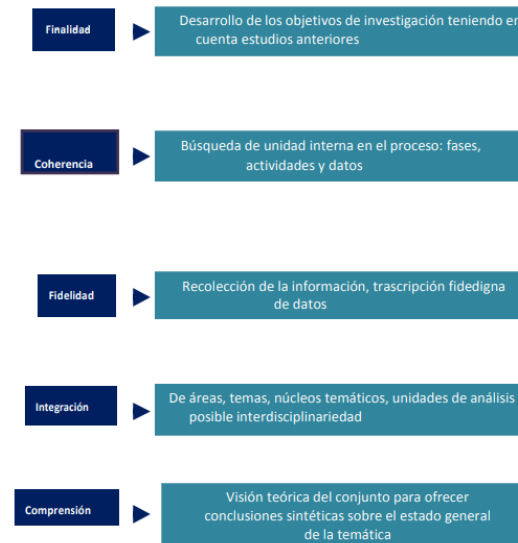 Finalidad
Desarrollo de los objetivos de investigación teniendo en
cuenta estudios anteriores
Coherencia
Búsqueda de unidad interna en el proceso: fases,
actividades y datos
Fidelidad
Recolección de la información, trascripción fidedigna
de datos
Integración
De áreas, temas, núcleos temáticos, unidades de análisis
posible interdisciplinariedad
Comprensión
Visión teórica del conjunto para ofrecer
conclusiones sintéticas sobre el estado general
de la temática